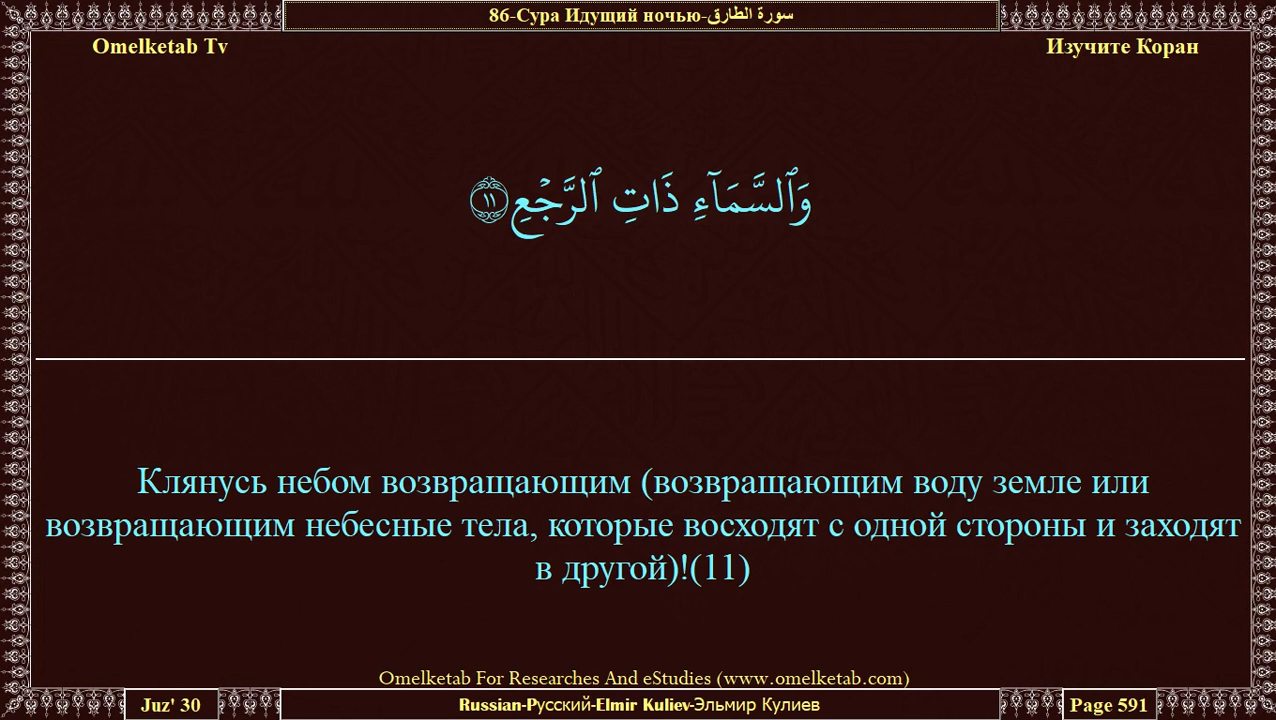 86-Сура Идущий ночью-سورة الطارق
Omelketab Tv
Изучите Коран
وَٱلسَّمَآءِ ذَاتِ ٱلرَّجۡعِ ١١
Клянусь небом возвращающим (возвращающим воду земле или
возвращающим небесные тела, которые восходят с одной стороны и заходят
в другой)!(11)
Omelketab For Researches And eStudies (www.omelketab.com)
Juz' 30
Russian-Русский-Elmir Kuliev-Эльмир Кулиев
Page 591